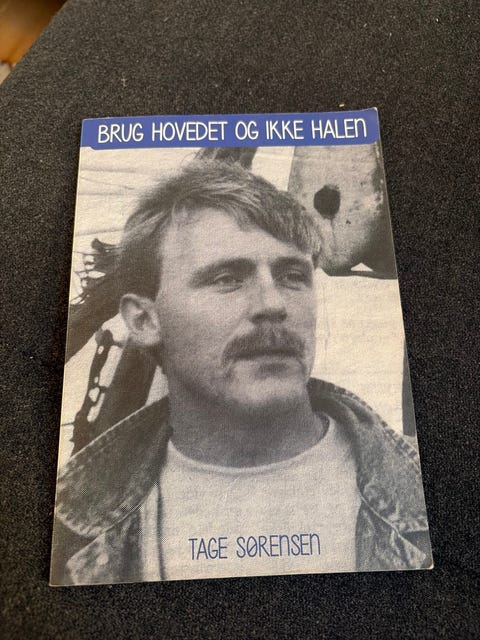 BRUG HOVEDET OG IKKE HALEN
TAGE SØRENSEN